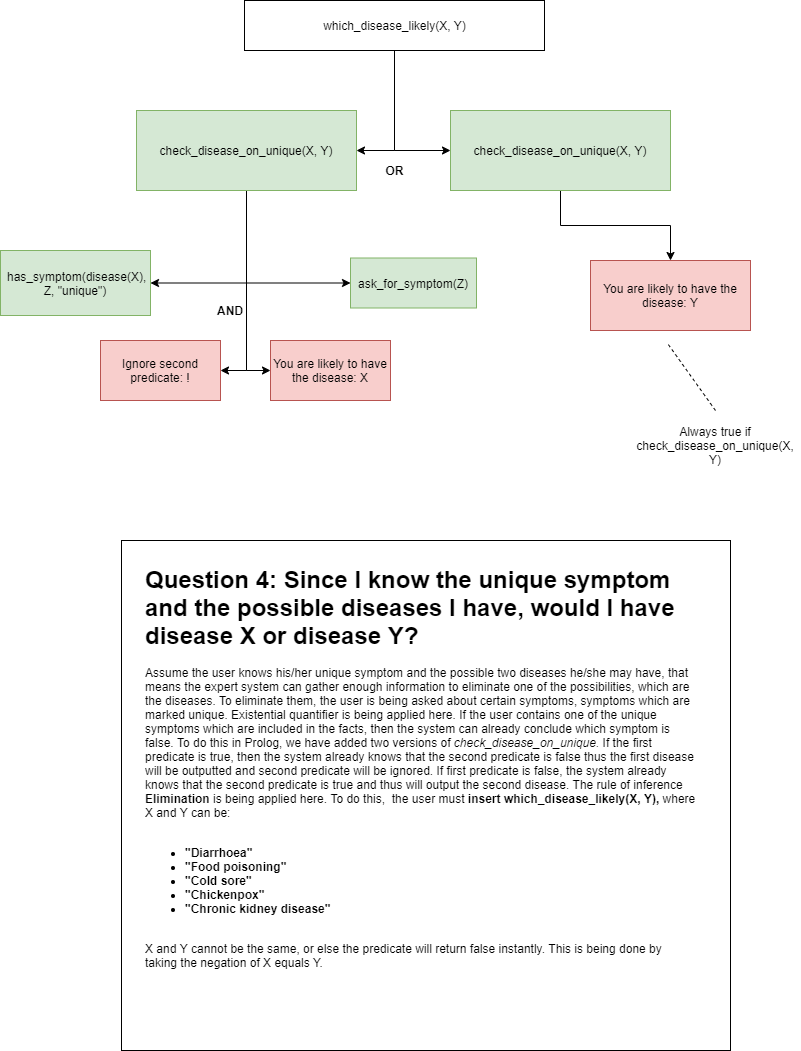 which_disease_likely(X, Y)
check_disease_on_unique(X, Y)
check_disease_on_unique(X, Y)
OR
has_symptom(disease(X),
Z, "unique")
ask_for_symptom(Z)
You are likely to have the
disease: Y
AND
Ignore second
predicate: !
You are likely to have
the disease: X
Always true if
check_disease_on_unique(X,
Y)
Question 4: Since I know the unique symptom
and the possible diseases I have, would I have
disease X or disease Y?
Assume the user knows his/her unique symptom and the possible two diseases he/she may have, that
means the expert system can gather enough information to eliminate one of the possibilities, which are
the diseases. To eliminate them, the user is being asked about certain symptoms, symptoms which are
marked unique. Existential quantifier is being applied here. If the user contains one of the unique
symptoms which are included in the facts, then the system can already conclude which symptom is
false. To do this in Prolog, we have added two versions of check_disease_on_unique. If the first
predicate is true, then the system already knows that the second predicate is false thus the first disease
will be outputted and second predicate will be ignored. If first predicate is false, the system already
knows that the second predicate is true and thus will output the second disease. The rule of inference
Elimination is being applied here. To do this, the user must insert which_disease_likely(X, Y), where
X and Y can be:
• "Diarrhoea"
• "Food poisoning"
• "Cold sore"
• "Chickenpox"
• "Chronic kidney disease"
X and Y cannot be the same, or else the predicate will return false instantly. This is being done by
taking the negation of X equals Y.